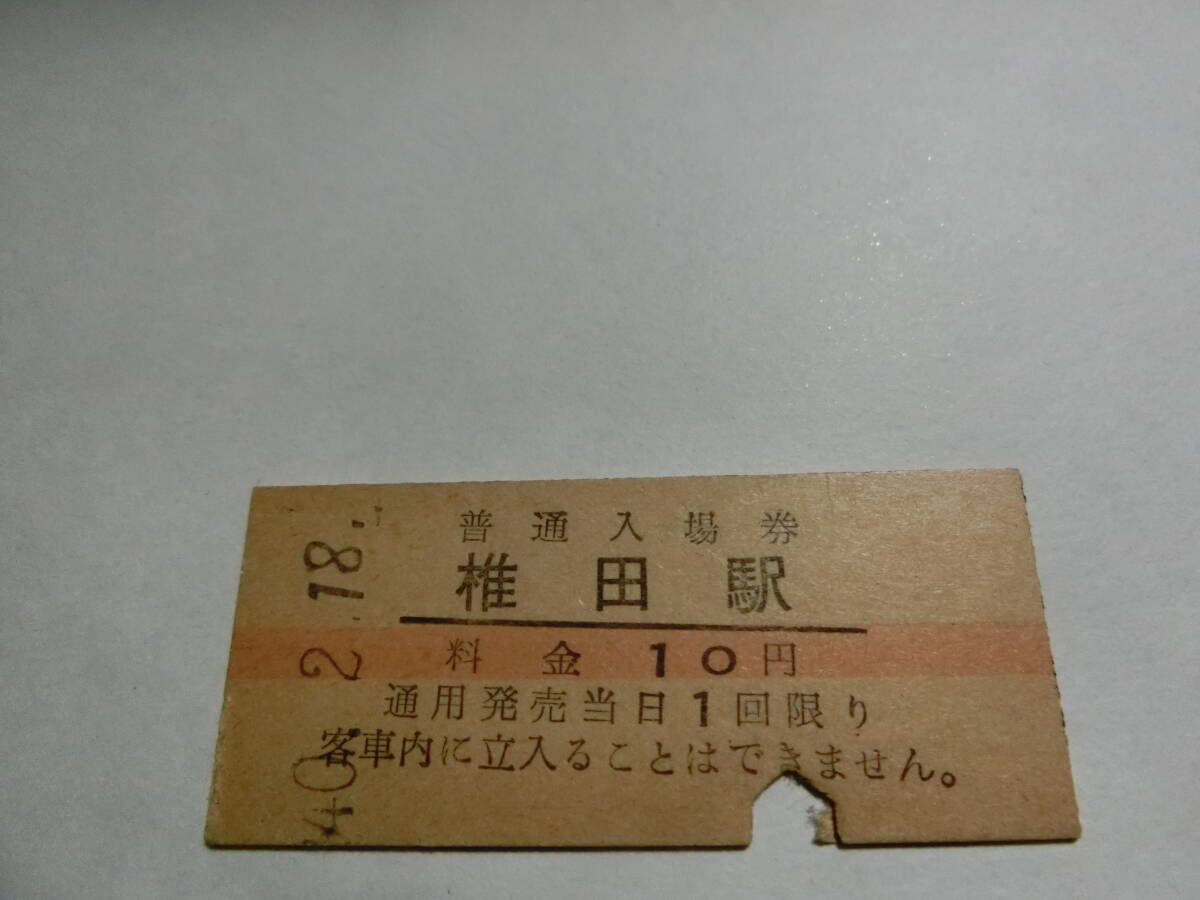 普通入場券
椎田駅
料金10円
通用発売当日1回限り
客車内に立入ることはできません。
40. 2. 18.